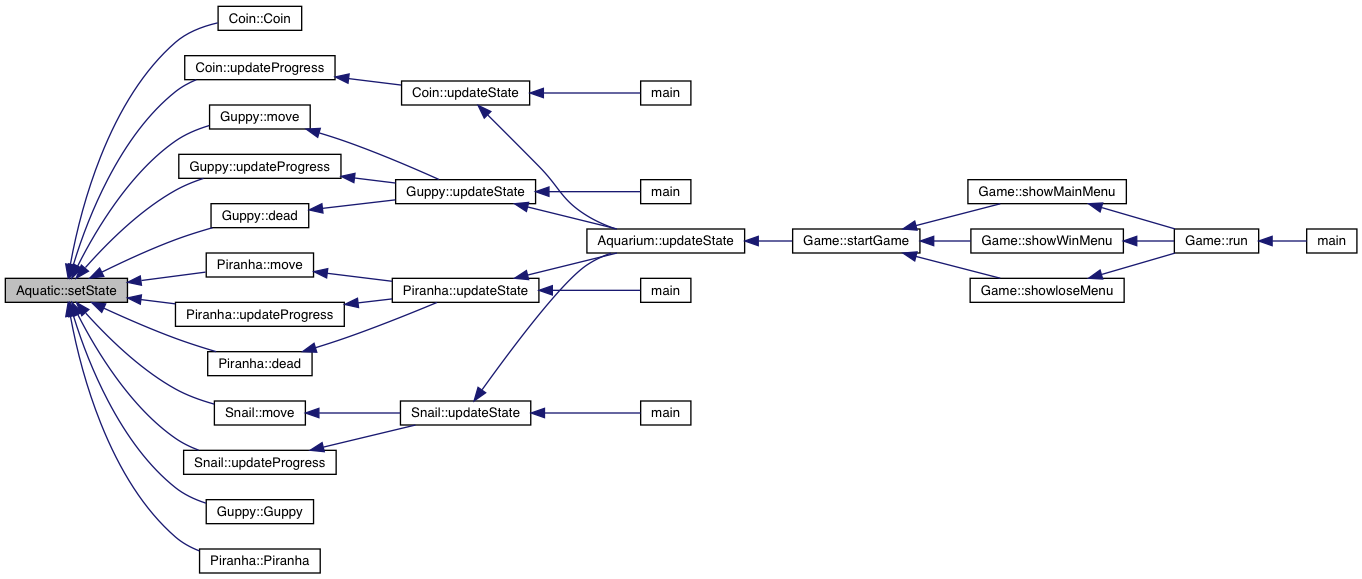 Coin::Coin
Coin::updateProgress
Coin::updateState
main
Guppy::move
Guppy::updateProgress
Guppy::updateState
main
Game::showMainMenu
Guppy::dead
Aquarium::updateState
Game::startGame
Game::showWinMenu
Game::run
main
Piranha::move
Aquatic::setState
Piranha::updateState
main
Game::showloseMenu
Piranha::updateProgress
Piranha::dead
Snail::move
Snail::updateState
main
Snail::updateProgress
Guppy::Guppy
Piranha::Piranha